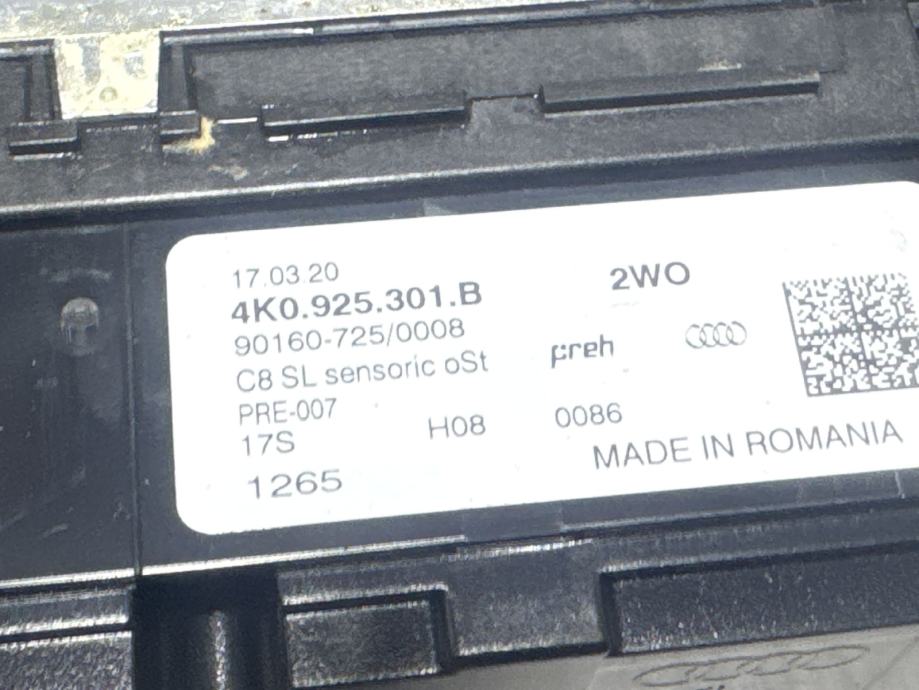 17.03.20
4K0.925.301.B 2WO
90160-725/0008
C8 SL sensoric oSt preh
PRE-007
17S H08 0086
1265 MADE IN ROMANIA